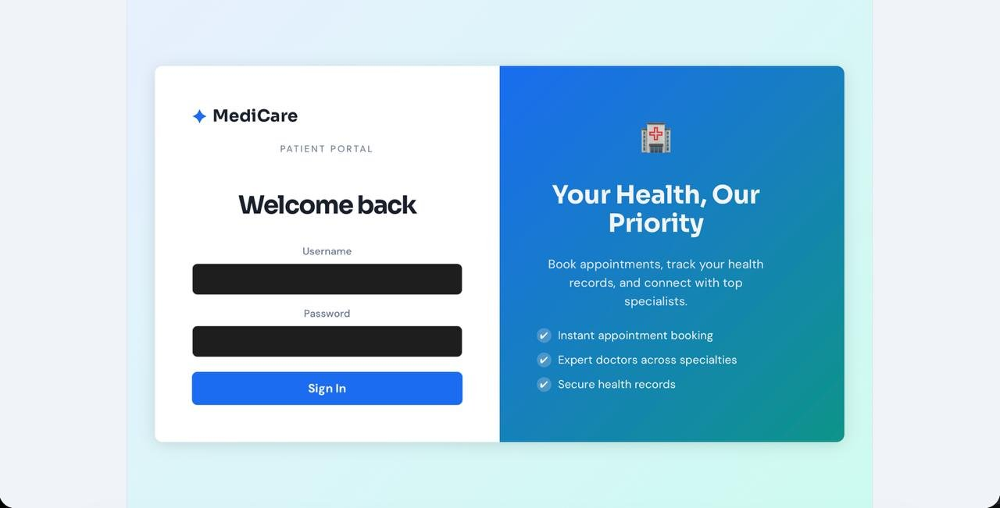 MediCare
PATIENT PORTAL
Welcome back
Username
Password
Sign In
Your Health, Our
Priority
Book appointments, track your health
records, and connect with top
specialists.
Instant appointment booking
Expert doctors across specialties
Secure health records